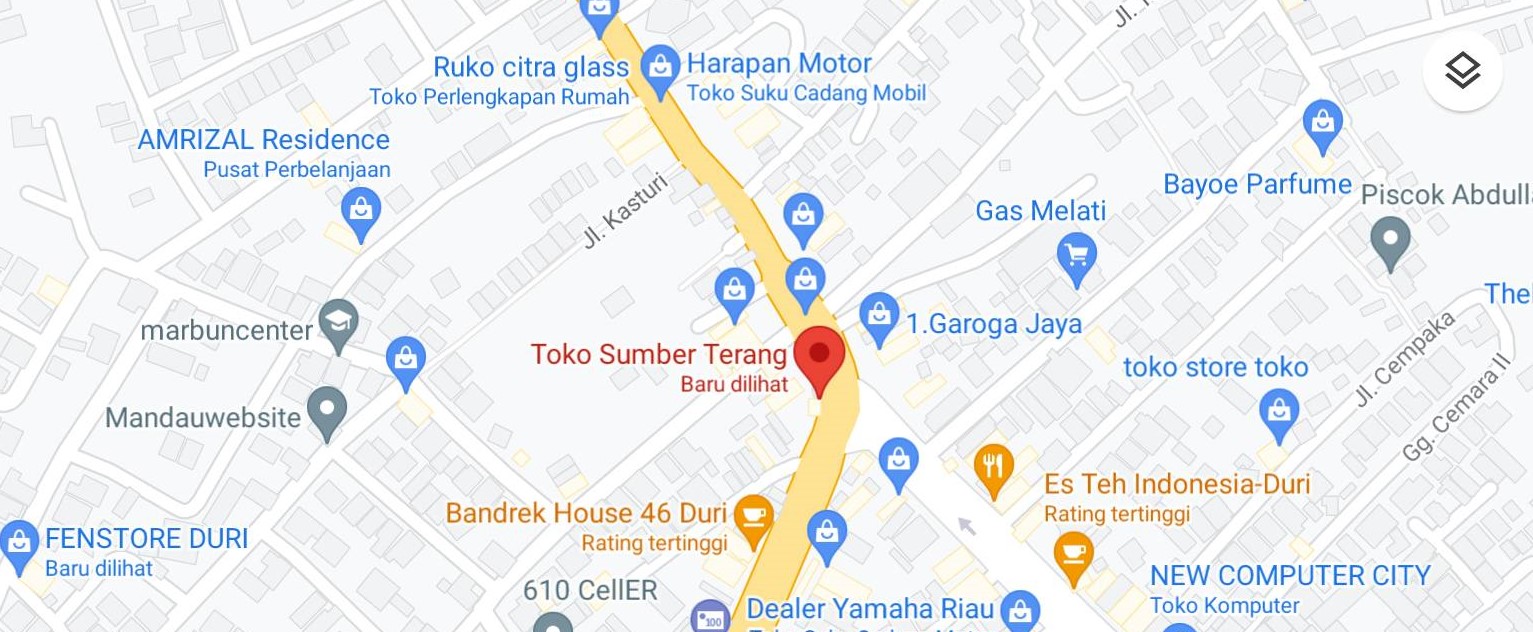 Ruko citra glass
Toko Perlengkapan Rumah
Harapan Motor
Toko Suku Cadang Mobil
AMRIZAL Residence
Pusat Perbelanjaan
Jl. Kasturi
Bayoe Parfume
Piscok Abdulla
Gas Melati
marbuncenter
1.Garoga Jaya
Toko Sumber Terang
Baru dilihat
toko store toko
Jl. Cempaka
Gg. Cemara II
Mandauwebsite
Es Teh Indonesia-Duri
Rating tertinggi
Bandrek House 46 Duri
Rating tertinggi
FENSTORE DURI
Baru dilihat
NEW COMPUTER CITY
Toko Komputer
610 CellER
100
Dealer Yamaha Riau